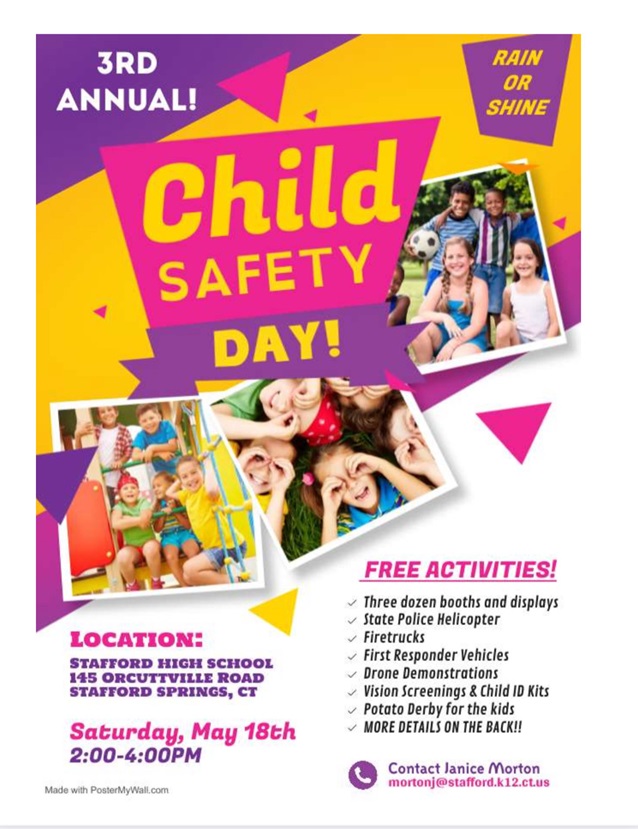 3RD
ANNUAL!
RAIN
OR
SHINE
Child
SAFETY
DAY!
FREE ACTIVITIES!
Three dozen booths and displays
State Police Helicopter
Firetrucks
First Responder Vehicles
Drone Demonstrations
Vision Screenings & Child ID Kits
Potato Derby for the kids
MORE DETAILS ON THE BACK!!
LOCATION:
STAFFORD HIGH SCHOOL
145 ORCUTTVILLE ROAD
STAFFORD SPRINGS, CT
Saturday, May 18th
2:00-4:00PM
Contact Janice Morton
mortonj@stafford.k12.ct.us
Made with PosterMyWall.com